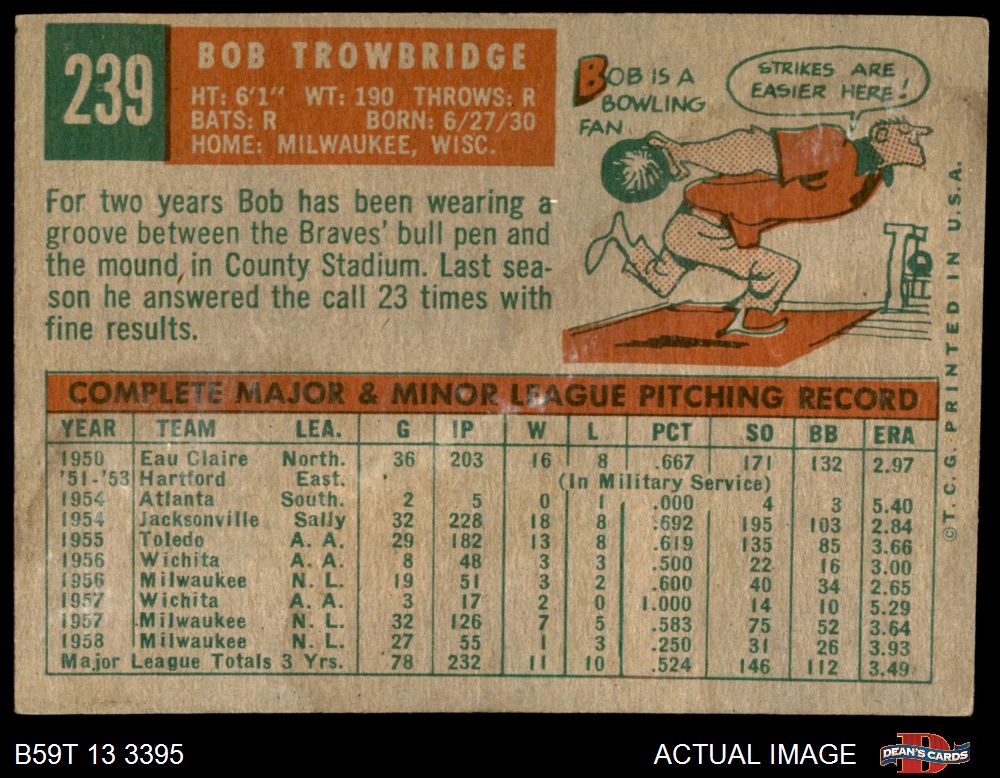 239
BOB TROWBRIDGE
HT: 6'1" WT: 190 THROWS: R
BATS: R BORN: 6/27/30
HOME: MILWAUKEE, WISC.
BOB IS A
BOWLING
FAN
STRIKES ARE
EASIER HERE!
For two years Bob has been wearing a
groove between the Braves' bull pen and
the mound in County Stadium. Last sea-
son he answered the call 23 times with
fine results.
COMPLETE MAJOR & MINOR LEAGUE PITCHING RECORD
YEAR TEAM LEA. G IP W L PCT SO BB ERA
1950 Eau Claire North. 36 203 16 8 .667 171 132 2.97
'51-'53 Hartford East. (In Military Service)
1954 Atlanta South. 2 5 0 1 .000 4 3 5.40
1954 Jacksonville Sally 32 228 18 8 .692 195 103 2.84
1955 Toledo A. A. 29 182 13 8 .619 135 85 3.66
1956 Wichita A. A. 8 48 3 3 .500 22 16 3.00
1956 Milwaukee N. L. 19 51 3 2 .600 40 34 2.65
1957 Wichita A. A. 3 17 2 0 1.000 14 10 5.29
1957 Milwaukee N. L. 32 126 7 5 .583 75 52 3.64
1958 Milwaukee N. L. 27 55 1 3 .250 31 26 3.93
Major League Totals 3 Yrs. 78 232 11 10 .524 146 112 3.49
©T.C.G. PRINTED IN U.S.A.
B59T 13 3395
ACTUAL IMAGE
DEAN'S CARDS